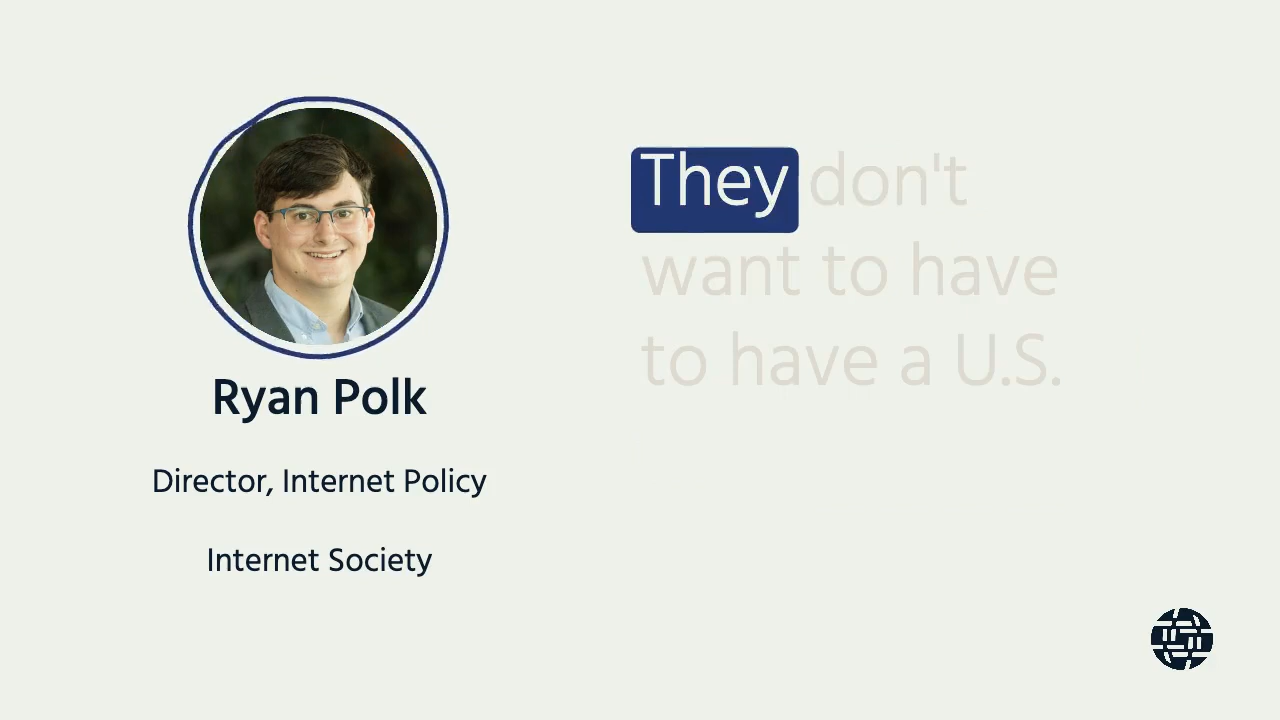 Ryan Polk
Director, Internet Policy
Internet Society
They don't
want to have
to have a U.S.